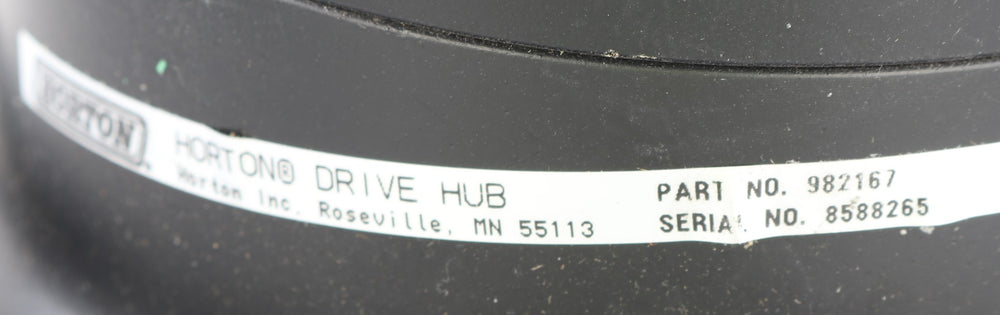 HORTON
HORTON® DRIVE HUB
Horton Inc. Roseville, MN 55113
PART NO. 982167
SERIAL NO. 8588265